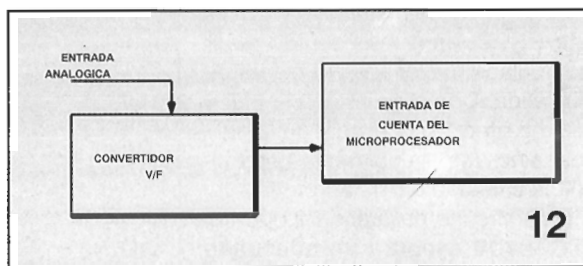 ENTRADA
ANALOGICA
CONVERTIDOR
V/F
ENTRADA DE
CUENTA DEL
MICROPROCESADOR
12